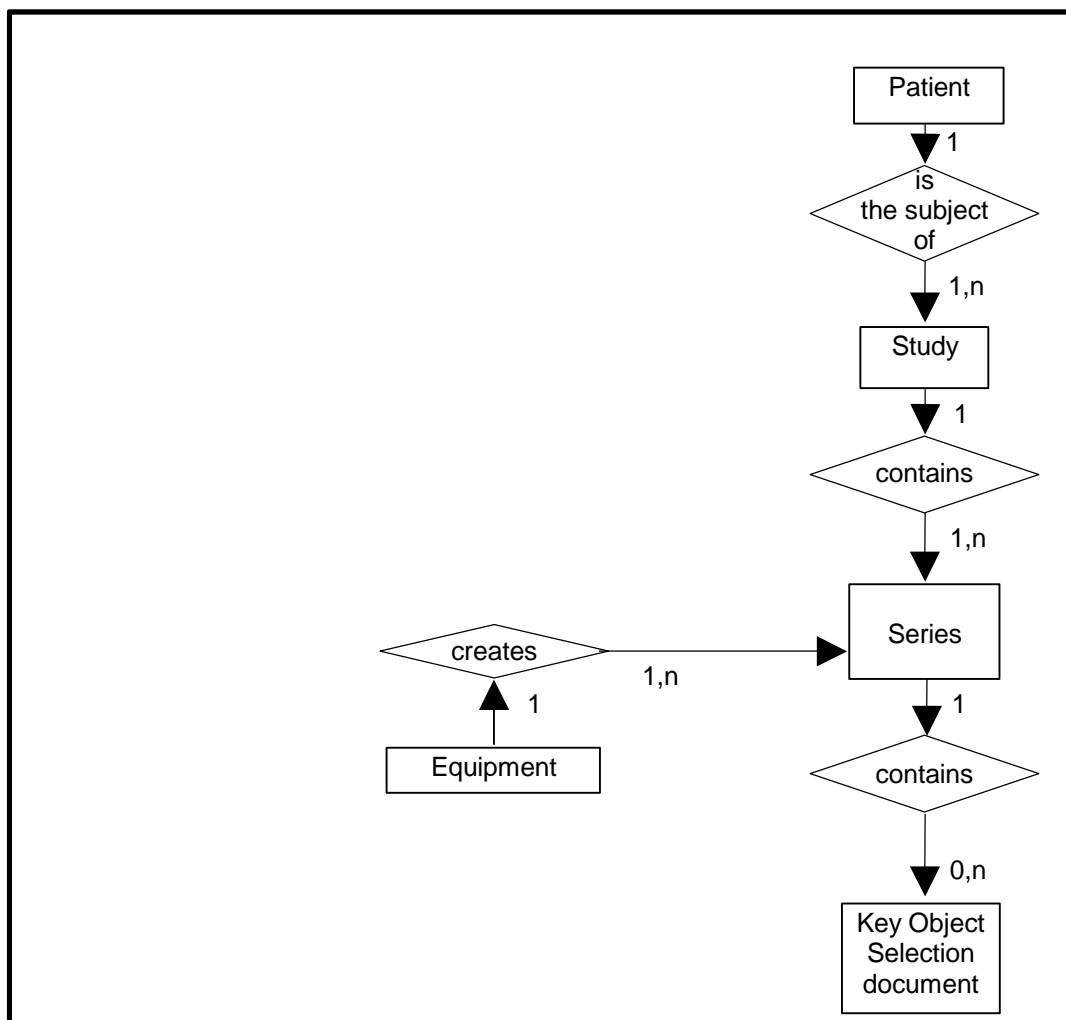 Patient
1
is
the subject
of
1,n
Study
1
contains
1,n
Series
creates
1,n
1
Equipment
1
contains
0,n
Key Object
Selection
document